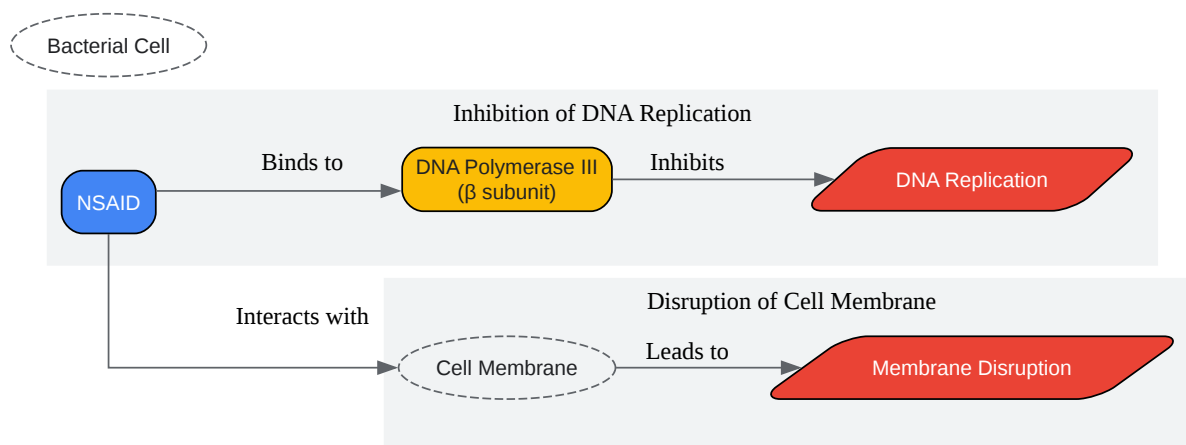 Bacterial Cell
Inhibition of DNA Replication
Binds to
DNA Polymerase III
(β subunit)
Inhibits
DNA Replication
NSAID
Disruption of Cell Membrane
Interacts with
Cell Membrane
Leads to
Membrane Disruption